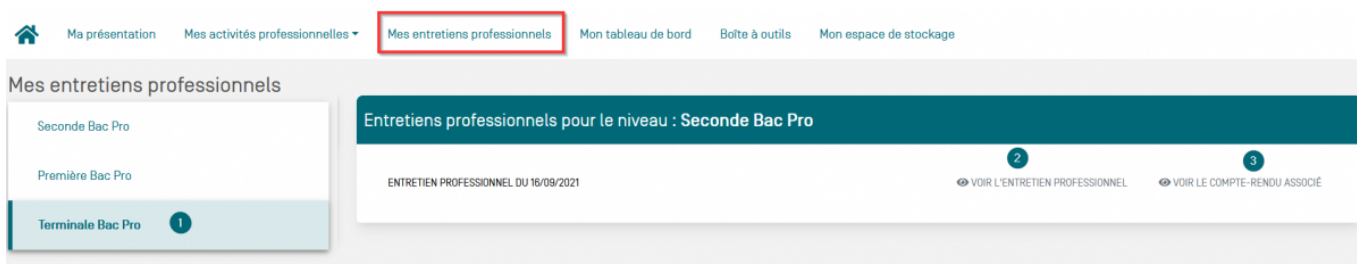 Ma présentation Mes activités professionnelles Mes entretiens professionnels Mon tableau de bord Boîte à outils Mon espace de stockage
Mes entretiens professionnels
Seconde Bac Pro
Première Bac Pro
Terminale Bac Pro 1
Entretiens professionnels pour le niveau : Seconde Bac Pro
2 3
ENTRETIEN PROFESSIONNEL DU 16/09/2021 VOIR L'ENTRETIEN PROFESSIONNEL VOIR LE COMPTE-RENDU ASSOCIÉ